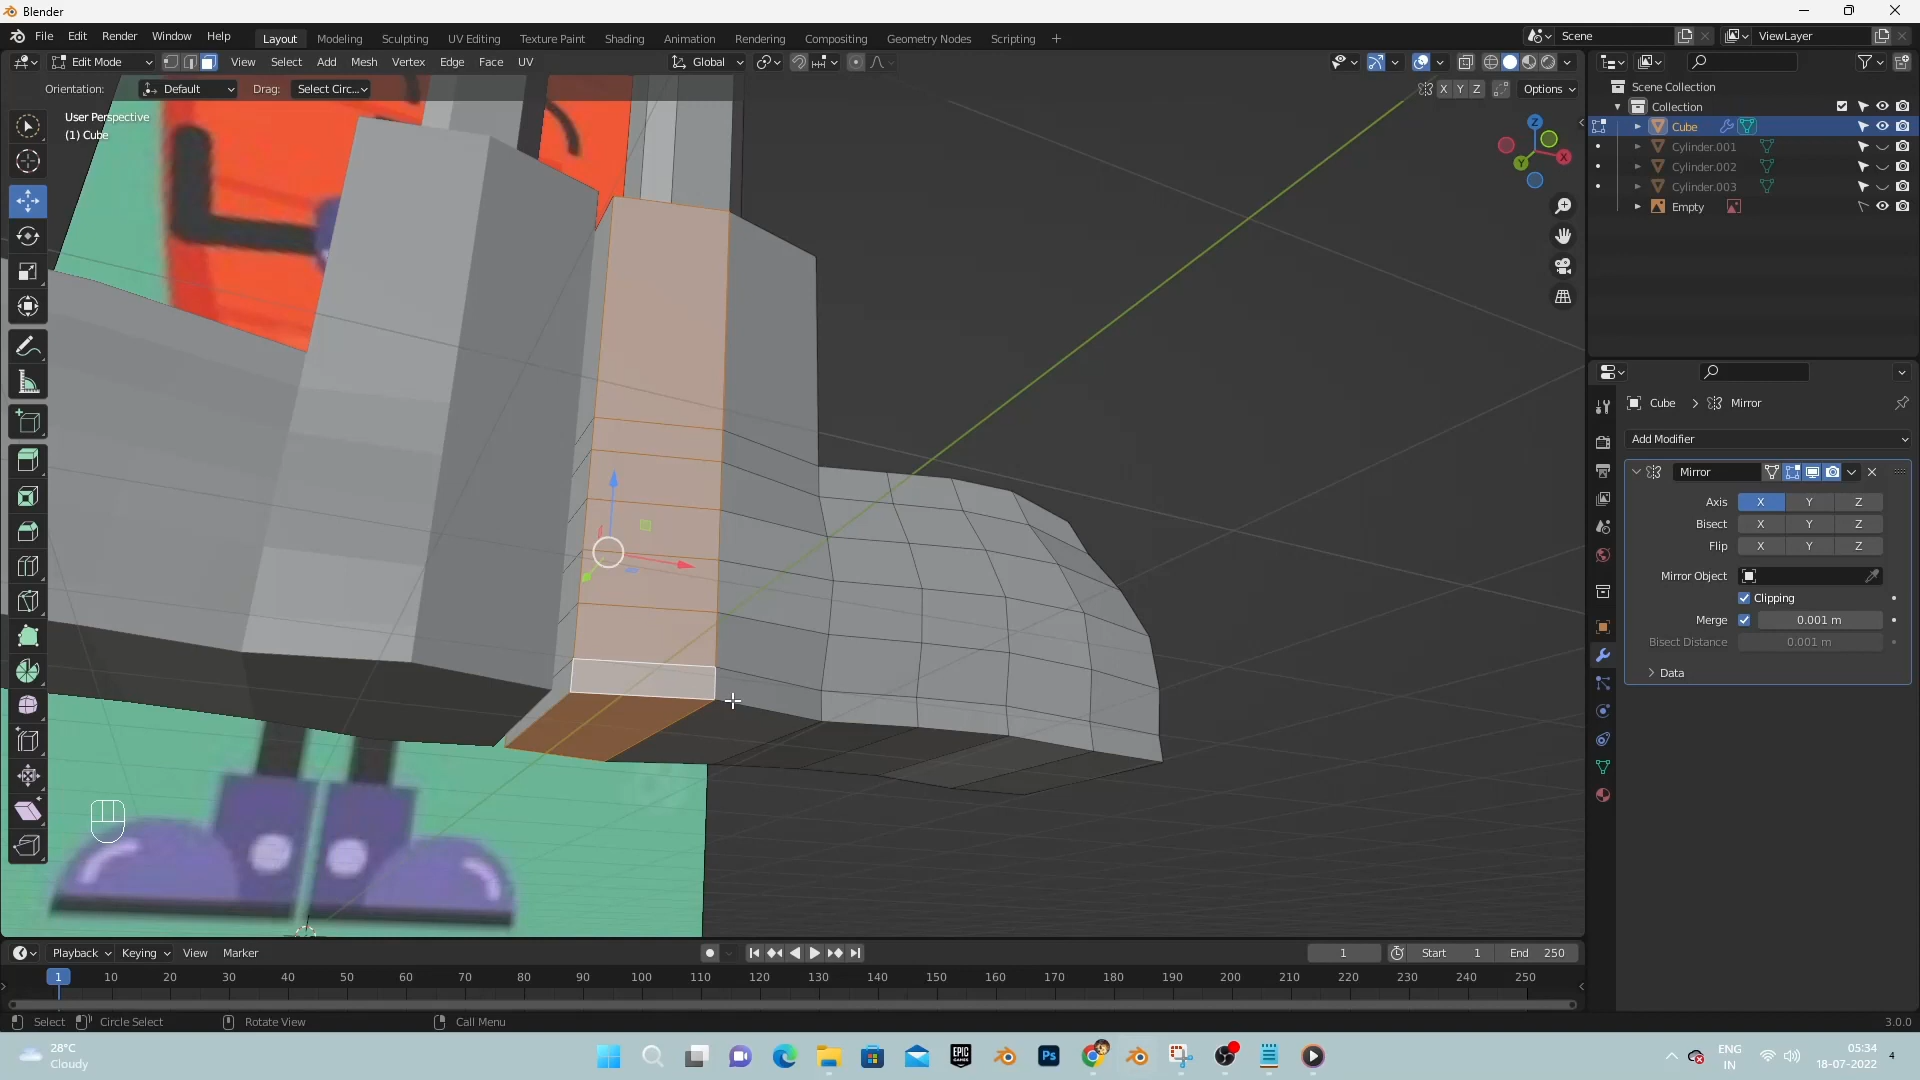 Blender
File Edit Render Window Help
Layout Modeling Sculpting UV Editing Texture Paint Shading Animation Rendering Compositing Geometry Nodes Scripting +
Scene
ViewLayer
Edit Mode View Select Add Mesh Vertex Edge Face UV
Global
Orientation: Default Drag: Select Circ...
X Y Z Options
User Perspective
(1) Cube
Z
X
Y
Scene Collection
Collection
Cube
Cylinder.001
Cylinder.002
Cylinder.003
Empty
Cube > Mirror
Add Modifier
Mirror
Axis X Y Z
Bisect X Y Z
Flip X Y Z
Mirror Object
Clipping
Merge 0.001 m
Bisect Distance 0.001 m
Data
Playback Keying View Marker
1 Start 1 End 250
1 10 20 30 40 50 60 70 80 90 100 110 120 130 140 150 160 170 180 190 200 210 220 230 240 250
Select Circle Select Rotate View Call Menu
3.0.0
28°C
Cloudy
EPIC
GAMES
Ps
ENG
IN
05:34
18-07-2022
4